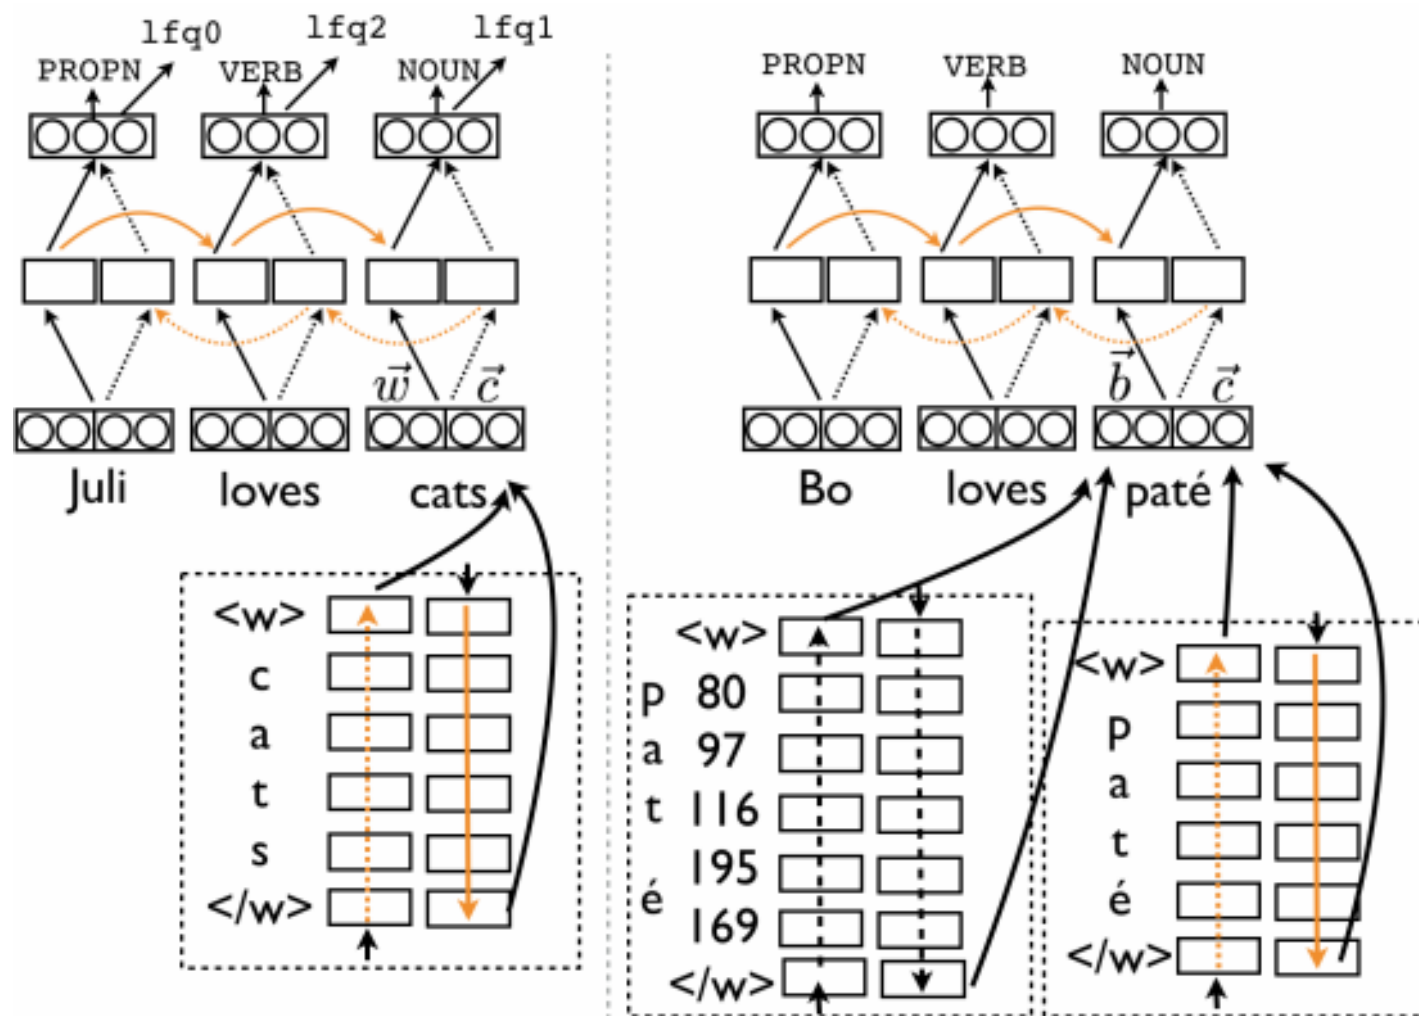 lfq0 lfq2 lfq1
PROPN VERB NOUN
w⃗ c⃗
Juli loves cats
<w>
c
a
t
s
</w>
PROPN VERB NOUN
b⃗ c⃗
Bo loves paté
<w>
p 80
a 97
t 116
195
é
169
</w>
<w>
p
a
t
é
</w>